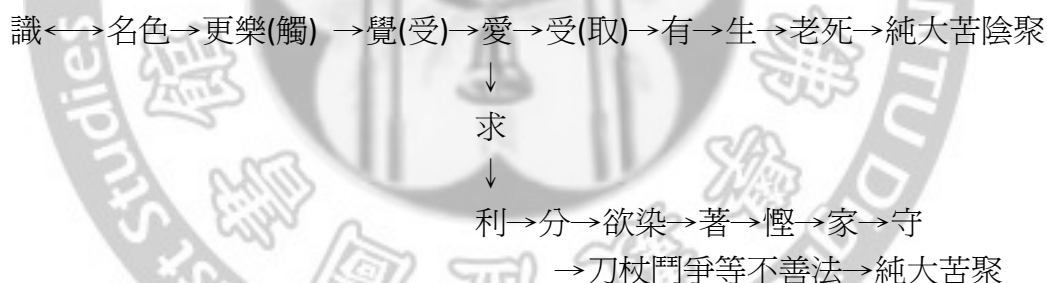 識←→名色→更樂(觸) →覺(受)→愛→受(取)→有→生→老死→純大苦陰聚
↓
求
↓
利→分→欲染→著→慳→家→守
→刀杖鬥爭等不善法→純大苦聚